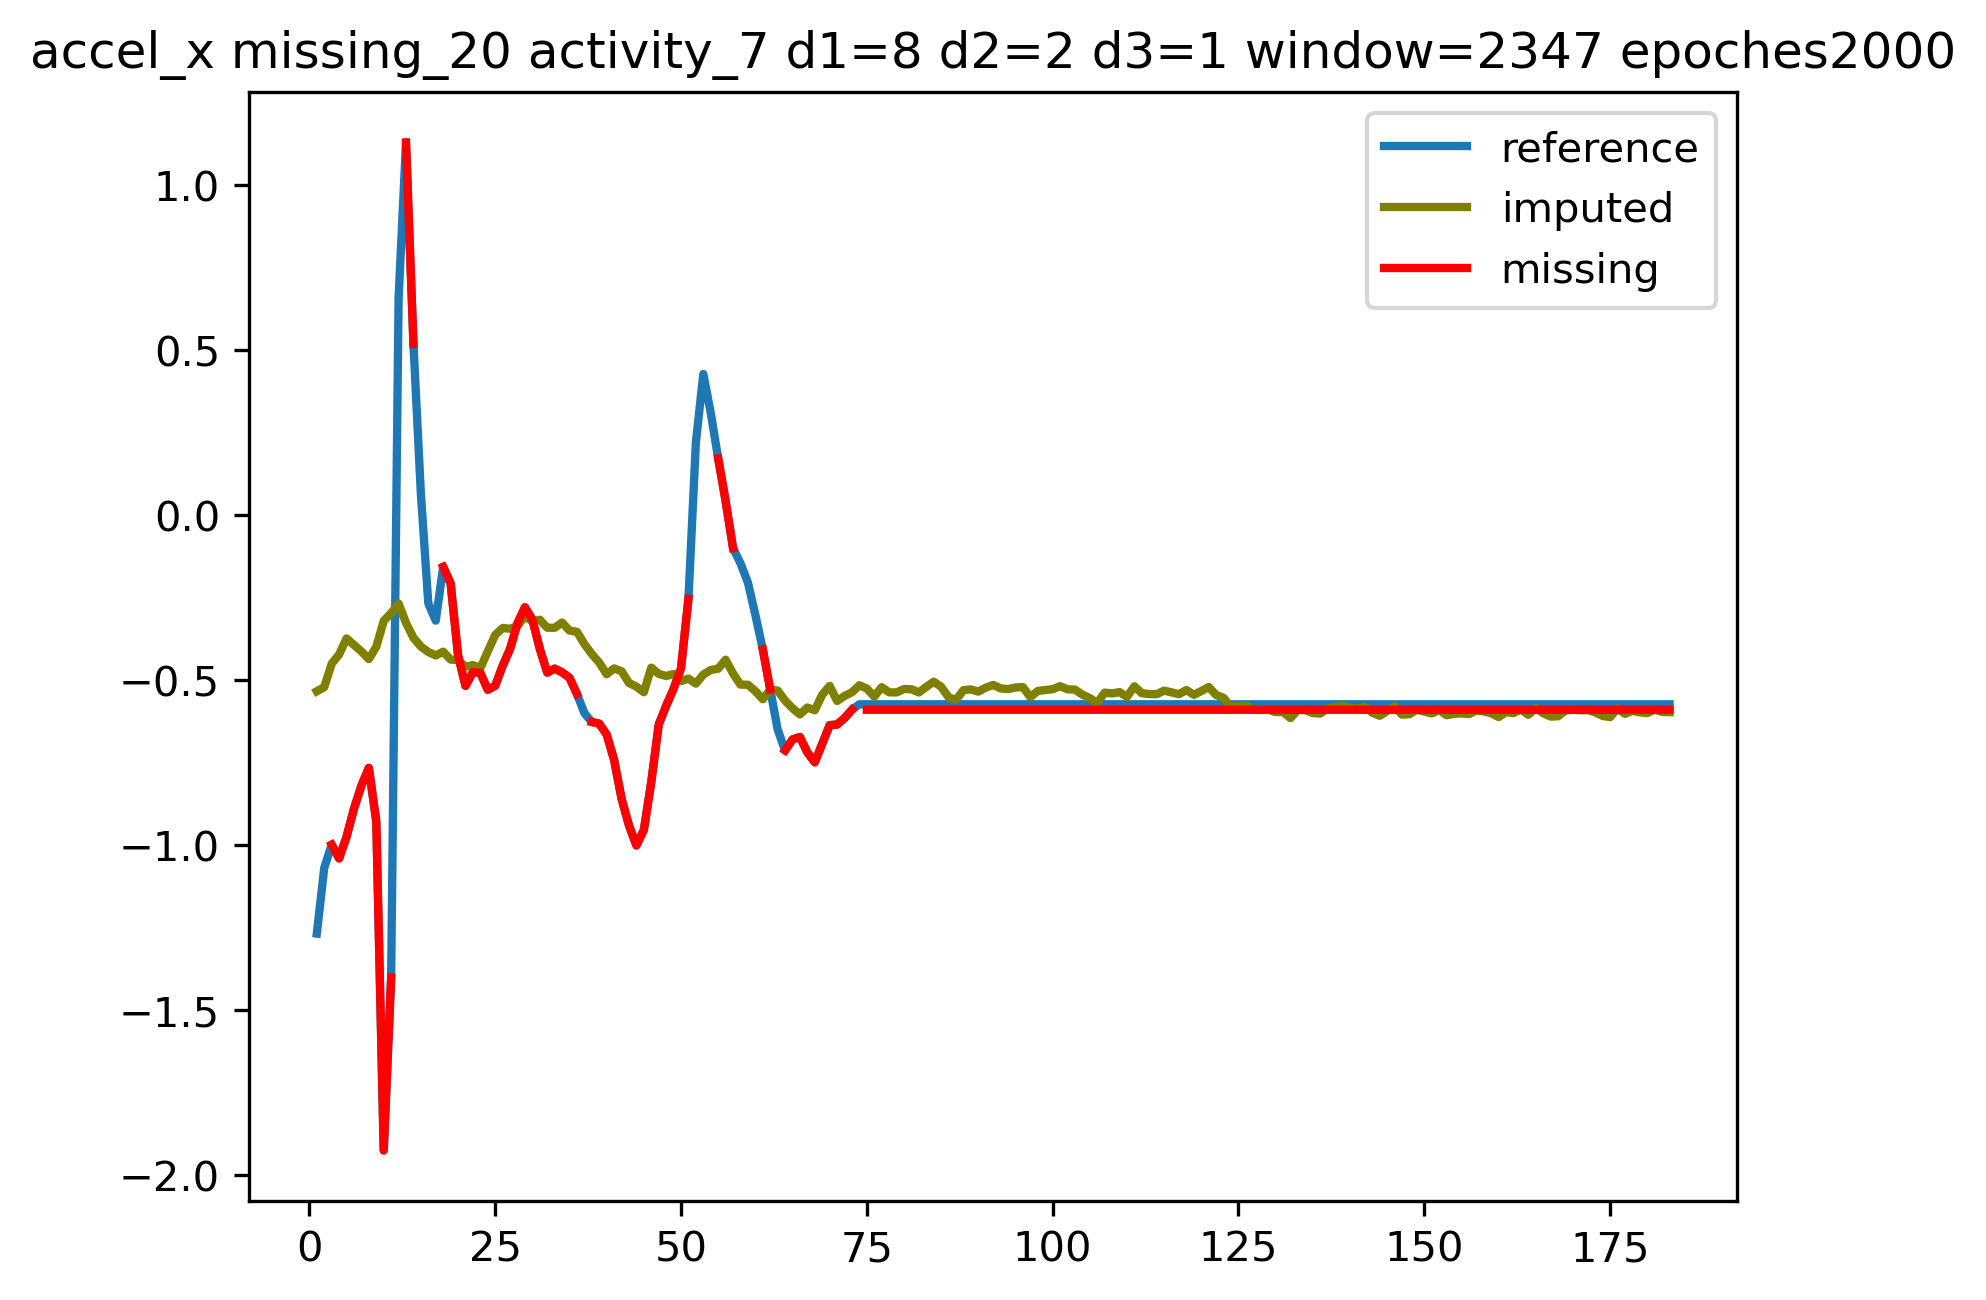 accel_x missing_20 activity_7 d1=8 d2=2 d3=1 window=2347 epoches2000
reference
imputed
missing
1.0
0.5
0.0
−0.5
−1.0
−1.5
−2.0
0 25 50 75 100 125 150 175